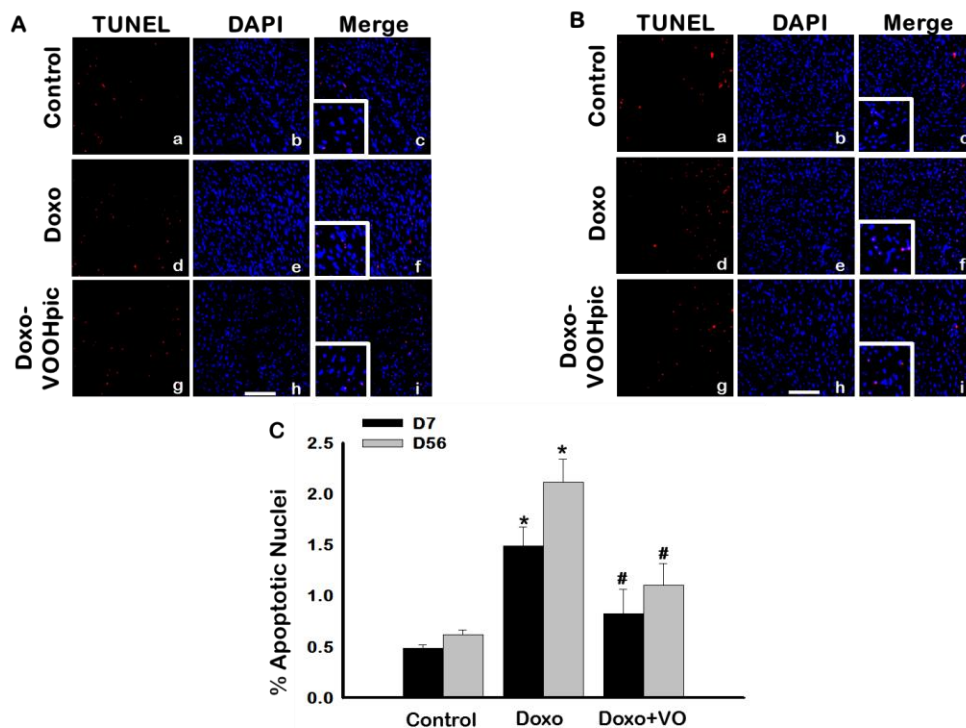 A
TUNEL DAPI Merge
Control
a b c
Doxo
d e f
Doxo-
VOOHpic
g h i
B
TUNEL DAPI Merge
Control
a b c
Doxo
d e f
Doxo-
VOOHpic
g h i
C
D7
D56
% Apoptotic Nuclei
2.5
2.0
1.5
1.0
0.5
0.0
* *
# #
Control Doxo Doxo+VO